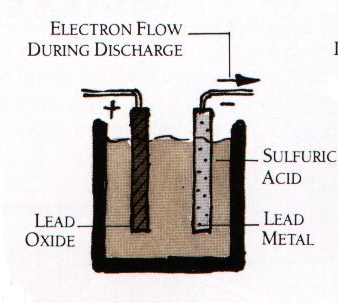 ELECTRON FLOW
DURING DISCHARGE
+
-
SULFURIC
ACID
LEAD
OXIDE
LEAD
METAL